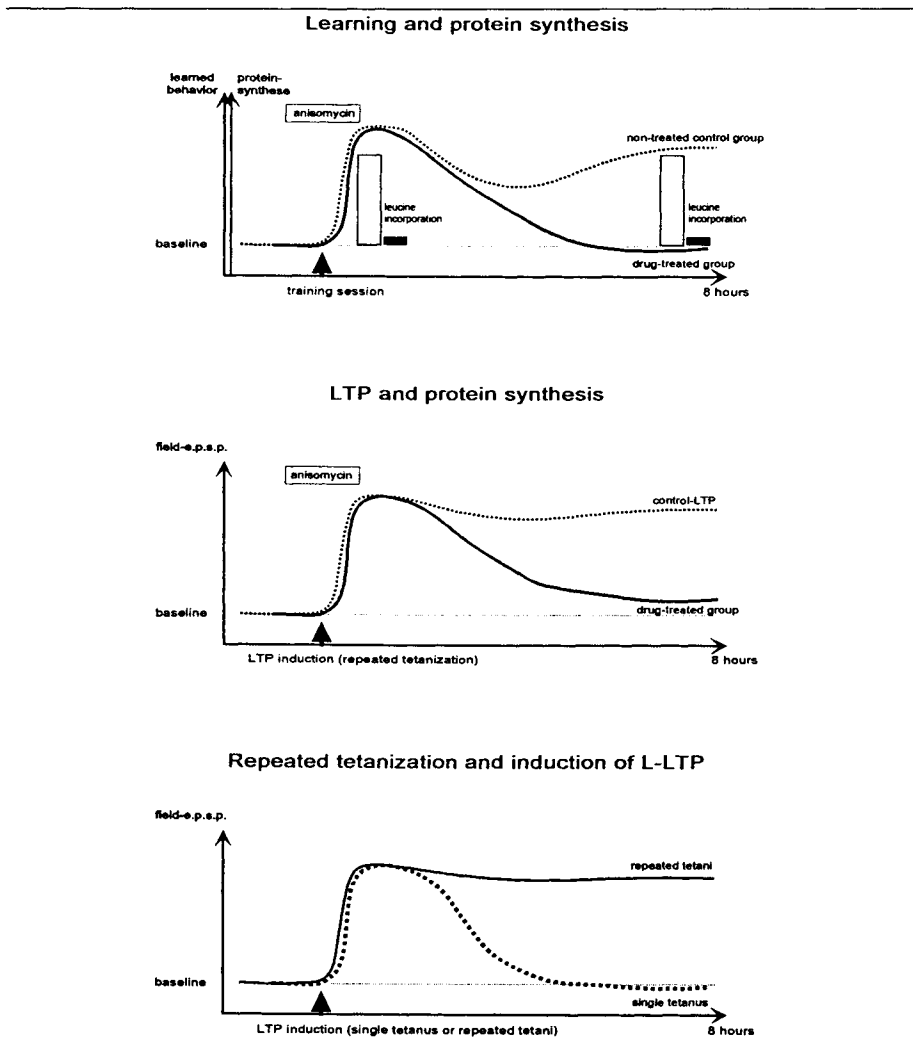 Learning and protein synthesis
learned
behavior
protein-
synthese
anisomycin
non-treated control group
leucine
incorporation
leucine
incorporation
baseline
drug-treated group
training session
8 hours
LTP and protein synthesis
field-e.p.s.p.
anisomycin
control-LTP
baseline
drug-treated group
LTP induction (repeated tetanization)
8 hours
Repeated tetanization and induction of L-LTP
field-e.p.s.p.
repeated tetani
baseline
single tetanus
LTP induction (single tetanus or repeated tetani)
8 hours